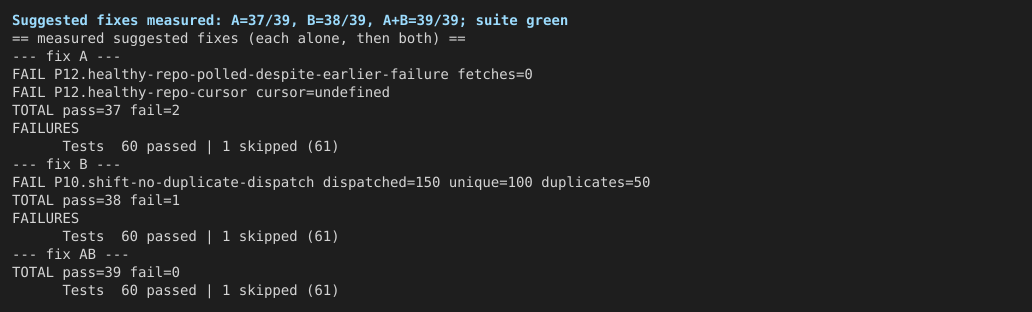 Suggested fixes measured: A=37/39, B=38/39, A+B=39/39; suite green
== measured suggested fixes (each alone, then both) ==
--- fix A ---
FAIL P12.healthy-repo-polled-despite-earlier-failure fetches=0
FAIL P12.healthy-repo-cursor cursor=undefined
TOTAL pass=37 fail=2
FAILURES
      Tests  60 passed | 1 skipped (61)
--- fix B ---
FAIL P10.shift-no-duplicate-dispatch dispatched=150 unique=100 duplicates=50
TOTAL pass=38 fail=1
FAILURES
      Tests  60 passed | 1 skipped (61)
--- fix AB ---
TOTAL pass=39 fail=0
      Tests  60 passed | 1 skipped (61)